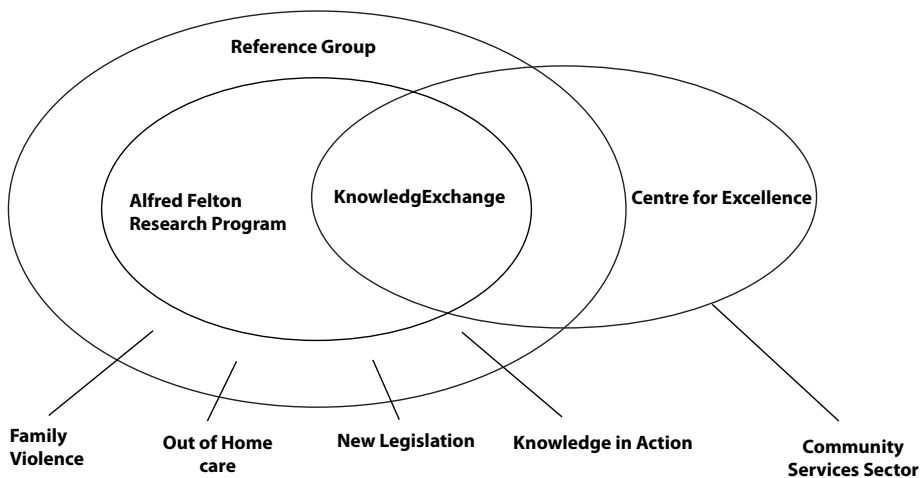 Reference Group
Alfred Felton
Research Program
KnowledgExchange
Centre for Excellence
Family
Violence
Out of Home
care
New Legislation
Knowledge in Action
Community
Services Sector